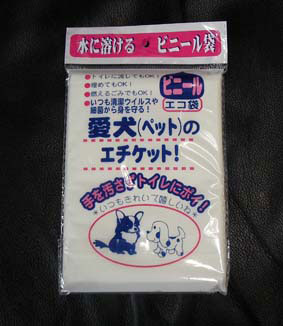 水に溶ける ビニール袋
●トイレに流してもOK!
●埋めてもOK!
●燃えるごみでもOK!
●いつも清潔ウイルスや
細菌から身を守る!
ビニール
エコ袋
愛犬(ペット)の
エチケット!
手を汚さずトイレにポイ!
*いつもきれいで嬉しいね*